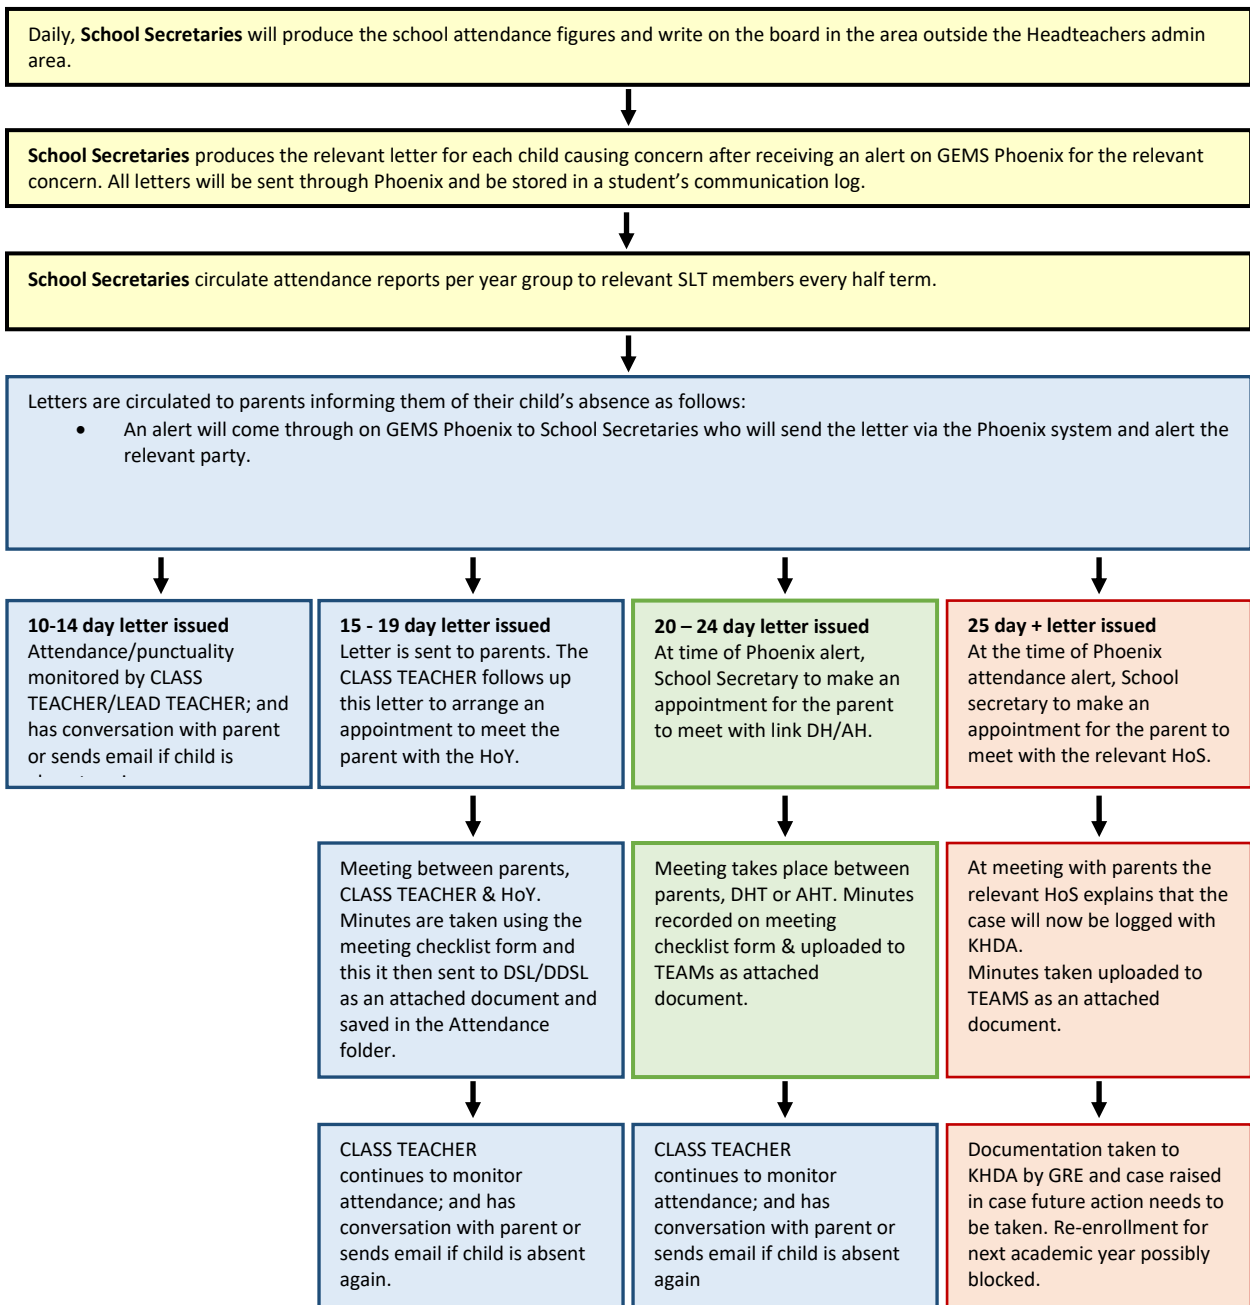 Daily, School Secretaries will produce the school attendance figures and write on the board in the area outside the Headteachers admin
area.
School Secretaries produces the relevant letter for each child causing concern after receiving an alert on GEMS Phoenix for the relevant
concern. All letters will be sent through Phoenix and be stored in a student’s communication log.
School Secretaries circulate attendance reports per year group to relevant SLT members every half term.
Letters are circulated to parents informing them of their child’s absence as follows:
• An alert will come through on GEMS Phoenix to School Secretaries who will send the letter via the Phoenix system and alert the
relevant party.
10-14 day letter issued
Attendance/punctuality
monitored by CLASS
TEACHER/LEAD TEACHER; and
has conversation with parent
or sends email if child is
15 - 19 day letter issued
Letter is sent to parents. The
CLASS TEACHER follows up
this letter to arrange an
appointment to meet the
parent with the HoY.
20 – 24 day letter issued
At time of Phoenix alert,
School Secretary to make an
appointment for the parent
to meet with link DH/AH.
25 day + letter issued
At the time of Phoenix
attendance alert, School
secretary to make an
appointment for the parent to
meet with the relevant HoS.
Meeting between parents,
CLASS TEACHER & HoY.
Minutes are taken using the
meeting checklist form and
this it then sent to DSL/DDSL
as an attached document and
saved in the Attendance
folder.
Meeting takes place between
parents, DHT or AHT. Minutes
recorded on meeting
checklist form & uploaded to
TEAMs as attached
document.
At meeting with parents the
relevant HoS explains that the
case will now be logged with
KHDA.
Minutes taken uploaded to
TEAMS as an attached
document.
CLASS TEACHER
continues to monitor
attendance; and has
conversation with parent or
sends email if child is absent
again.
CLASS TEACHER
continues to monitor
attendance; and has
conversation with parent or
sends email if child is absent
again
Documentation taken to
KHDA by GRE and case raised
in case future action needs to
be taken. Re-enrollment for
next academic year possibly
blocked.